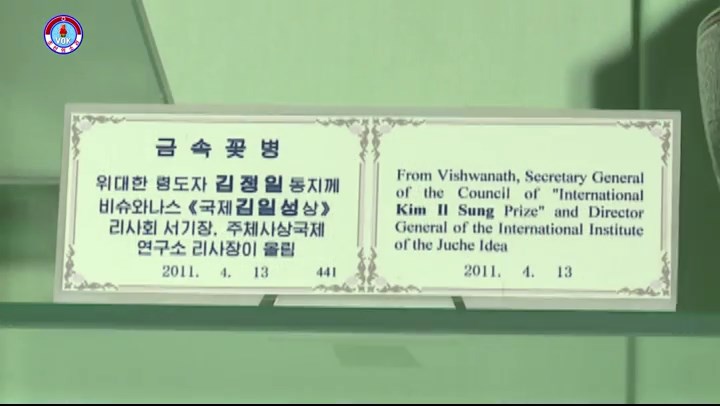 VOK
금속꽃병
위대한 령도자 김정일동지께
비슈와나스 《국제김일성상》
리사회 서기장, 주체사상국제
연구소 리사장이 올림
2011. 4. 13 441
From Vishwanath, Secretary General
of the Council of "International
Kim Il Sung Prize" and Director
General of the International Institute
of the Juche Idea
2011. 4. 13